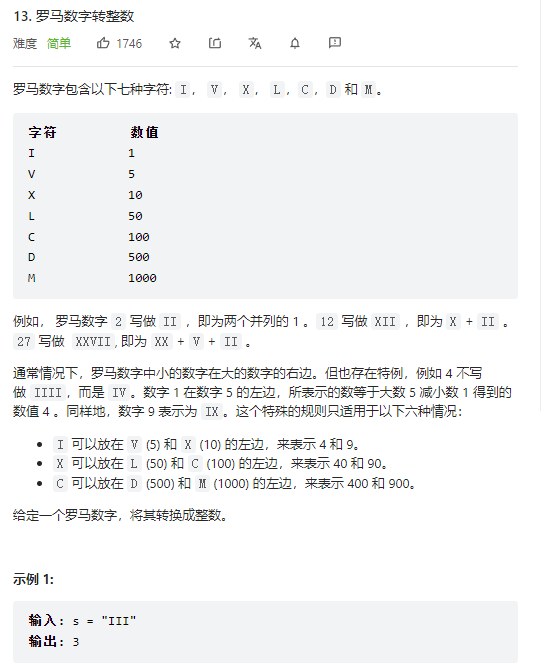 13. 罗马数字转整数
难度 简单 1746
罗马数字包含以下七种字符: I， V， X， L，C，D 和 M。
字符 数值
I 1
V 5
X 10
L 50
C 100
D 500
M 1000
例如， 罗马数字 2 写做 II ，即为两个并列的 1 。12 写做 XII ，即为 X + II 。
27 写做 XXVII, 即为 XX + V + II 。
通常情况下，罗马数字中小的数字在大的数字的右边。但也存在特例，例如 4 不写
做 IIII，而是 IV。数字 1 在数字 5 的左边，所表示的数等于大数 5 减小数 1 得到的
数值 4 。同样地，数字 9 表示为 IX。这个特殊的规则只适用于以下六种情况：
• I 可以放在 V (5) 和 X (10) 的左边，来表示 4 和 9。
• X 可以放在 L (50) 和 C (100) 的左边，来表示 40 和 90。
• C 可以放在 D (500) 和 M (1000) 的左边，来表示 400 和 900。
给定一个罗马数字，将其转换成整数。
示例 1:
输入: s = "III"
输出: 3